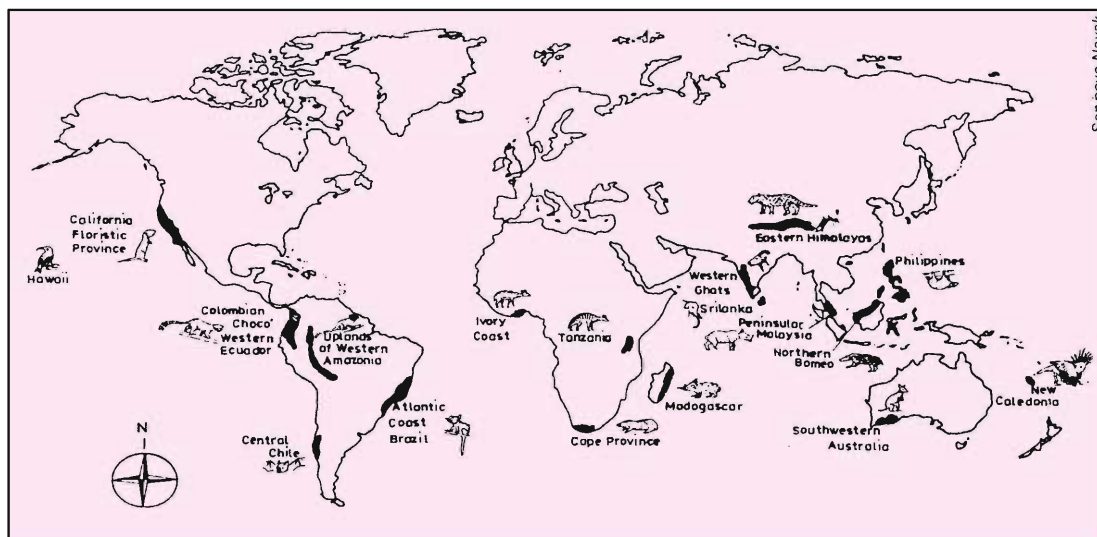 California
Floristic
Province
Hawaii
Colombian
Choco'
Western
Ecuador
Uplands
of Western
Amazonia
Atlantic
Coast
Brazil
Central
Chile
N
Ivory
Coast
Tanzania
Cape Province
Madogascar
Eastern Himalayas
Western
Ghats
Srilanka
Peninsular
Malaysia
Northern
Borneo
Philippines
New
Caledonia
Southwestern
Australia